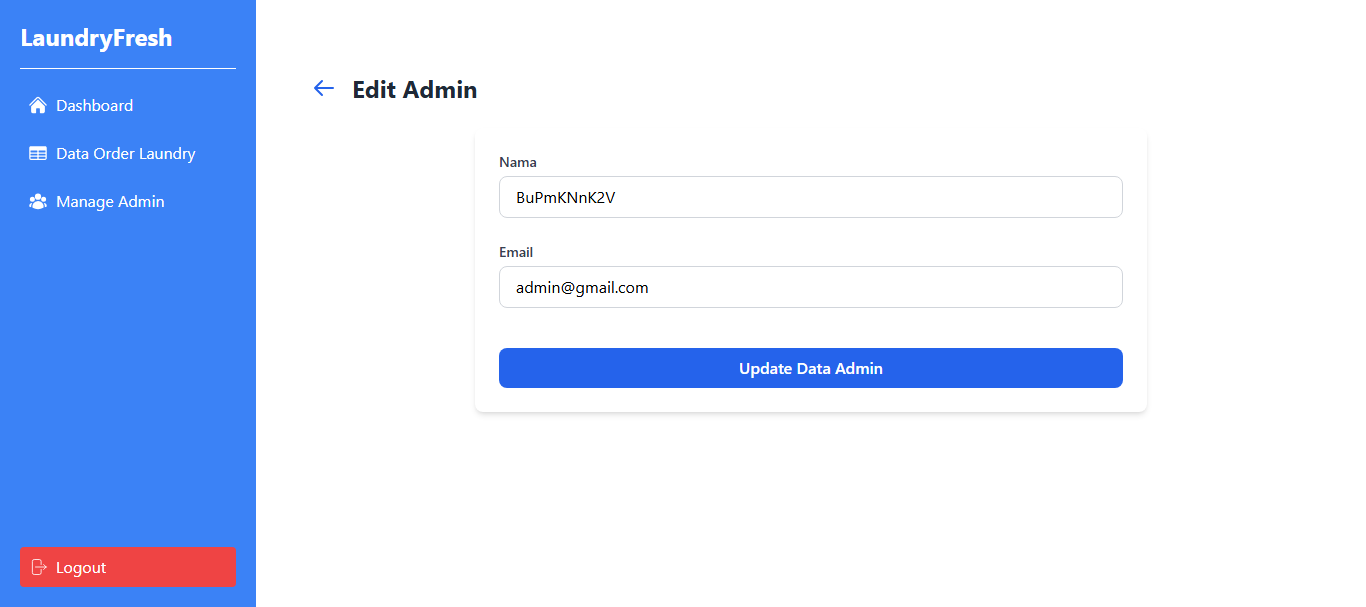 LaundryFresh
Dashboard
Data Order Laundry
Manage Admin
Logout
Edit Admin
Nama
BuPmKNnK2V
Email
admin@gmail.com
Update Data Admin